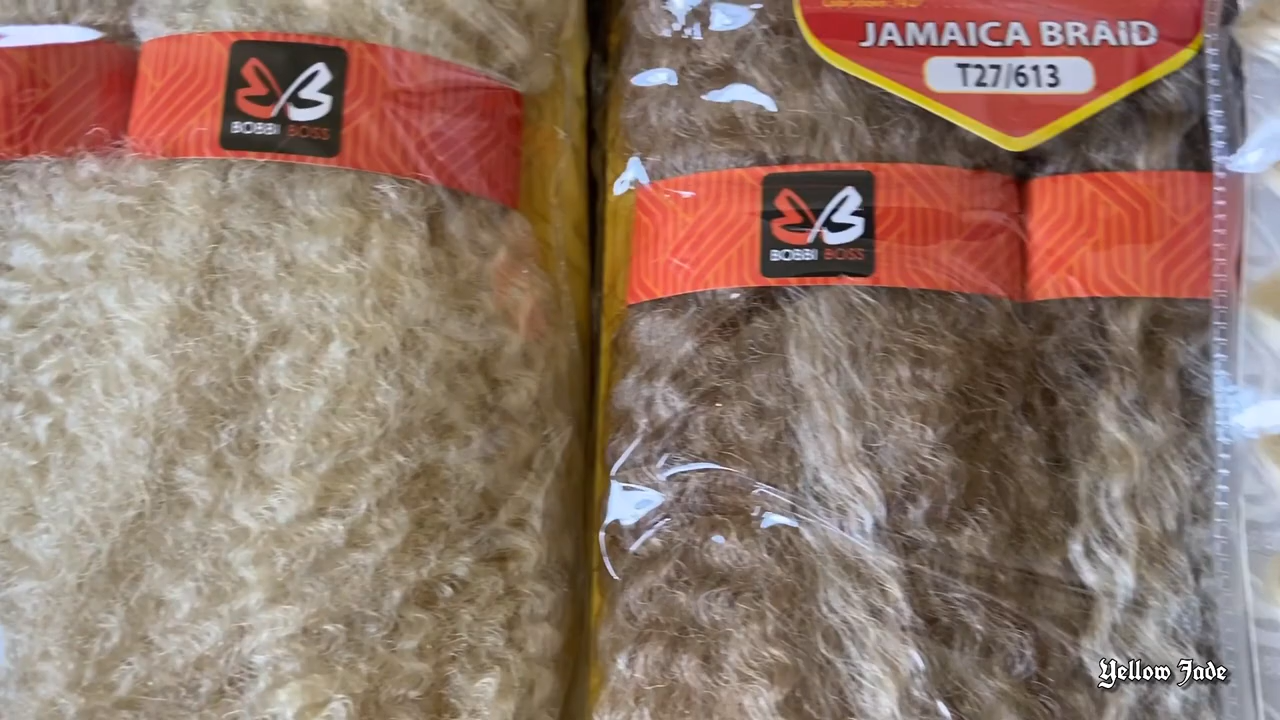 JAMAICA BRAID
T27/613
BOBBI BOSS
BOBBI BOSS
Yellow Jade